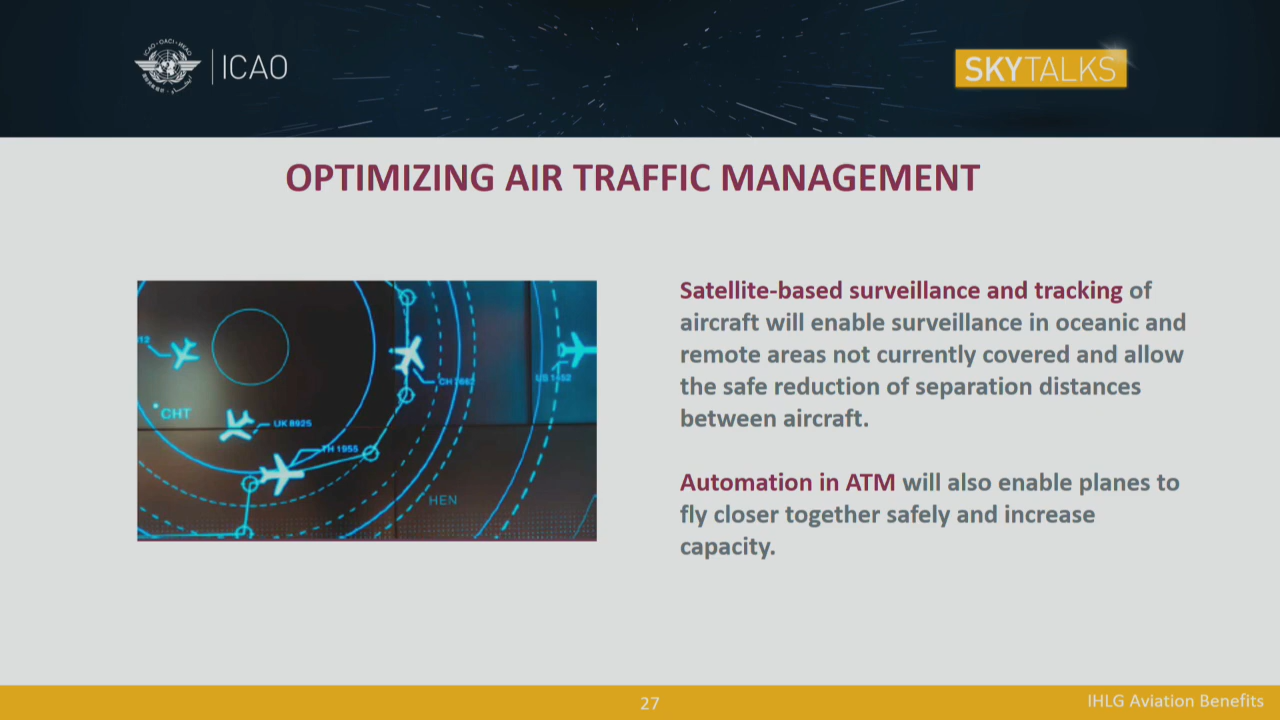 ICAO · OACI · ИКАО
ICAO
SKYTALKS
OPTIMIZING AIR TRAFFIC MANAGEMENT
Satellite-based surveillance and tracking of
aircraft will enable surveillance in oceanic and
remote areas not currently covered and allow
the safe reduction of separation distances
between aircraft.
Automation in ATM will also enable planes to
fly closer together safely and increase
capacity.
CHT
UK 8925
TH 1955
HEN
27
IHLG Aviation Benefits